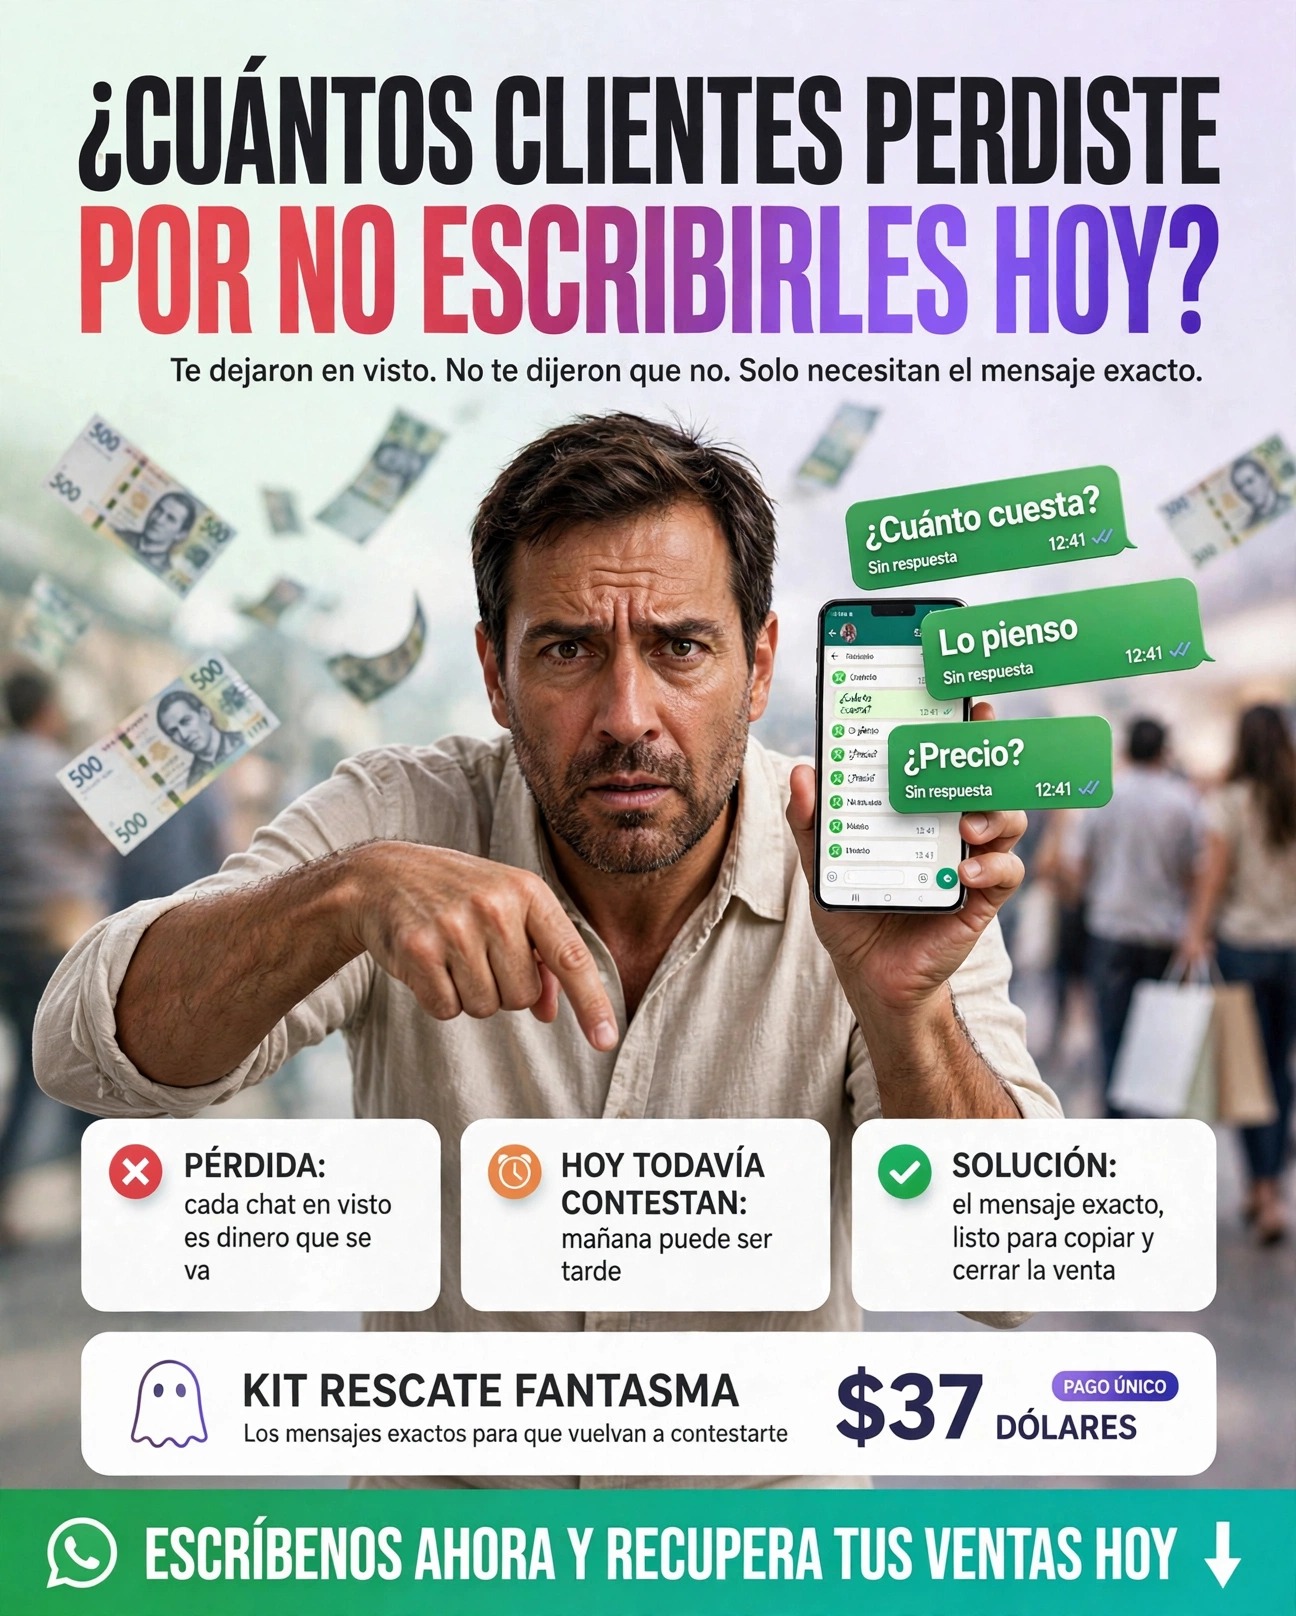 ¿CUÁNTOS CLIENTES PERDISTE
POR NO ESCRIBIRLES HOY?
Te dejaron en visto. No te dijeron que no. Solo necesitan el mensaje exacto.
500
500
500
500
500
500
¿Cuánto cuesta?
Sin respuesta
12:41
Lo pienso
Sin respuesta
12:41
¿Precio?
Sin respuesta
12:41
PÉRDIDA:
cada chat en visto
es dinero que se
va
HOY TODAVÍA
CONTESTAN:
mañana puede ser
tarde
SOLUCIÓN:
el mensaje exacto,
listo para copiar y
cerrar la venta
KIT RESCATE FANTASMA
Los mensajes exactos para que vuelvan a contestarte
$37
PAGO ÚNICO
DÓLARES
ESCRÍBENOS AHORA Y RECUPERA TUS VENTAS HOY